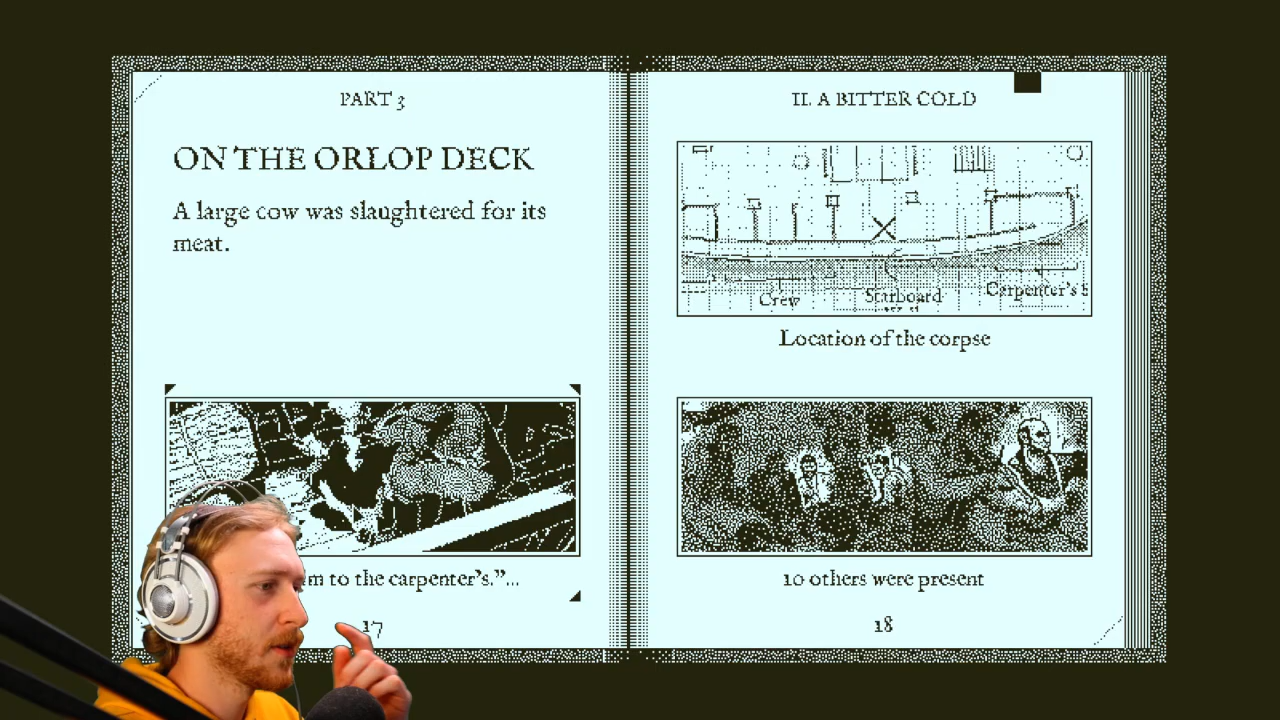 PART 3
ON THE ORLOP DECK
A large cow was slaughtered for its
meat.
m to the carpenter's."...
17
II. A BITTER COLD
Crew
Starboard
Carpenter's
Location of the corpse
10 others were present
18